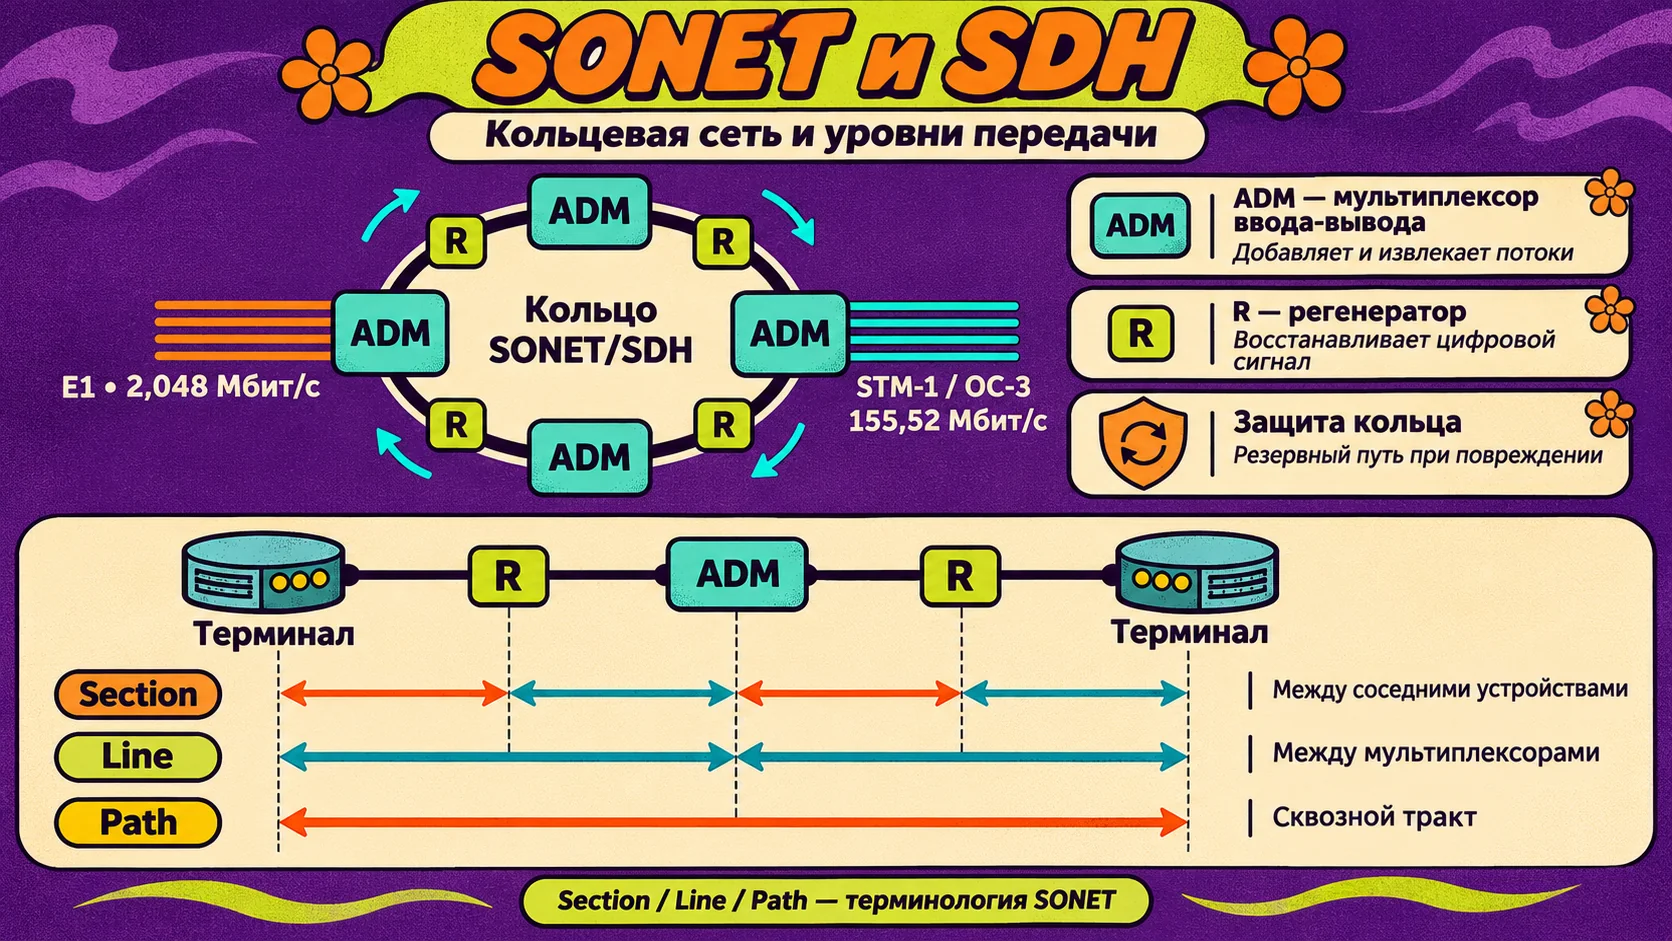 SONET и SDH
Кольцевая сеть и уровни передачи
ADM
R
R
ADM
ADM
Кольцо
SONET/SDH
R
R
ADM
E1 • 2,048 Мбит/с
STM-1 / OC-3
155,52 Мбит/с
ADM
ADM — мультиплексор
ввода-вывода
Добавляет и извлекает потоки
R
R — регенератор
Восстанавливает цифровой
сигнал
Защита кольца
Резервный путь при повреждении
R
ADM
R
Терминал
Терминал
Section
Между соседними устройствами
Line
Между мультиплексорами
Path
Сквозной тракт
Section / Line / Path — терминология SONET